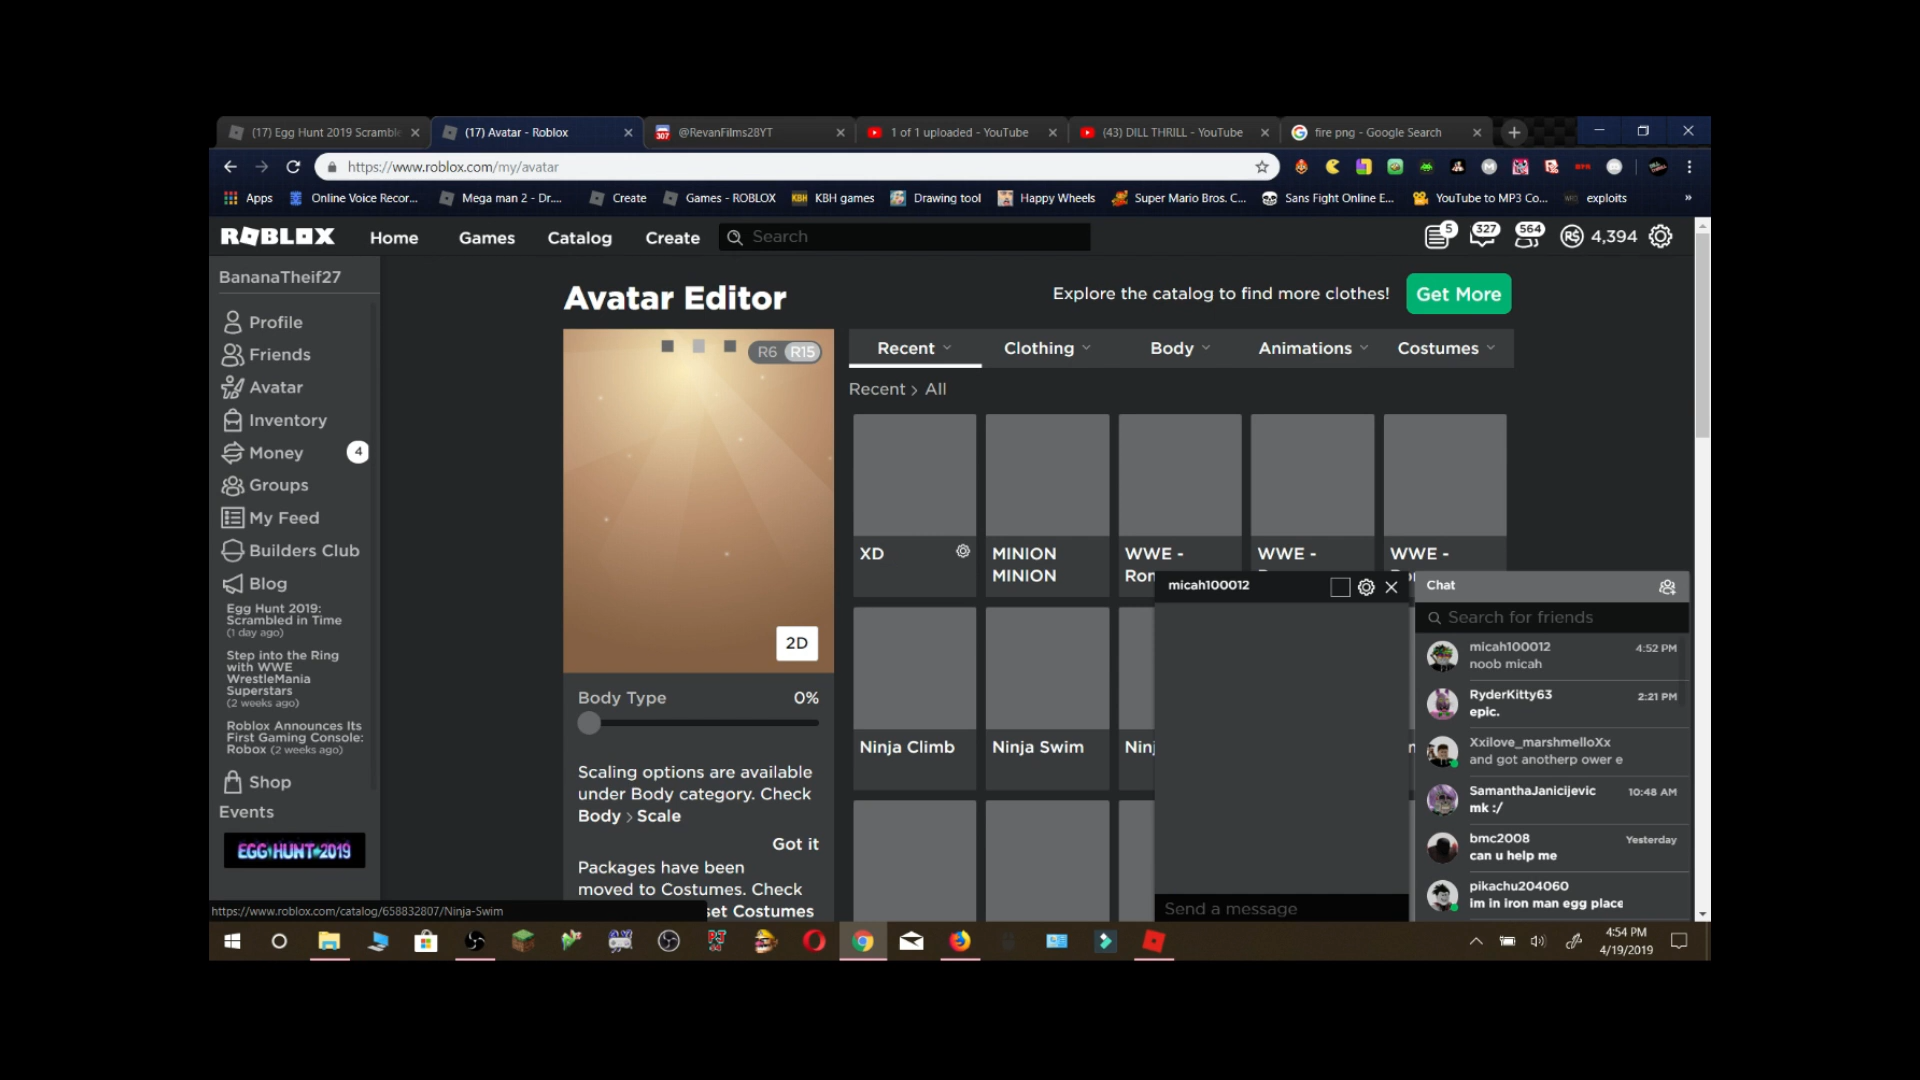 (17) Egg Hunt 2019 Scramble
(17) Avatar - Roblox
307
@RevanFilms28YT
1 of 1 uploaded - YouTube
(43) DILL THRILL - YouTube
fire png - Google Search
https://www.roblox.com/my/avatar
Apps
Online Voice Recor...
Mega man 2 - Dr....
Create
Games - ROBLOX
KBH
KBH games
Drawing tool
Happy Wheels
Super Mario Bros. C...
Sans Fight Online E...
YouTube to MP3 Co...
exploits
»
ROBLOX
Home
Games
Catalog
Create
Search
5
327
564
R$
4,394
BananaTheif27
Profile
Friends
Avatar
Inventory
Money
4
Groups
My Feed
Builders Club
Blog
Egg Hunt 2019:
Scrambled in Time
(1 day ago)
Step into the Ring
with WWE
WrestleMania
Superstars
(2 weeks ago)
Roblox Announces Its
First Gaming Console:
Robox (2 weeks ago)
Shop
Events
EGG HUNT 2019
Avatar Editor
Explore the catalog to find more clothes!
Get More
R6 R15
2D
Body Type
0%
Scaling options are available
under Body category. Check
Body > Scale
Got it
Packages have been
moved to Costumes. Check
set Costumes
Recent
Clothing
Body
Animations
Costumes
Recent > All
XD
MINION
MINION
WWE -
Ron
WWE -
WWE -
Ninja Climb
Ninja Swim
Ninj
micah100012
Send a message
Chat
Search for friends
micah100012
4:52 PM
noob micah
RyderKitty63
2:21 PM
epic.
Xxilove_marshmelloXx
and got anotherp ower e
SamanthaJanicijevic
10:48 AM
mk :/
bmc2008
Yesterday
can u help me
pikachu204060
im in iron man egg place
https://www.roblox.com/catalog/658832807/Ninja-Swim
4:54 PM
4/19/2019